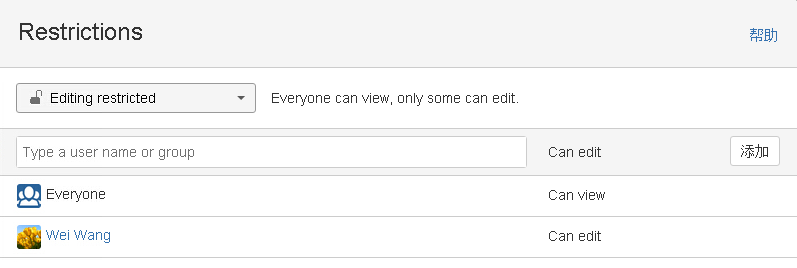 Restrictions
帮助
Editing restricted
Everyone can view, only some can edit.
Type a user name or group
Can edit
添加
Everyone
Can view
Wei Wang
Can edit